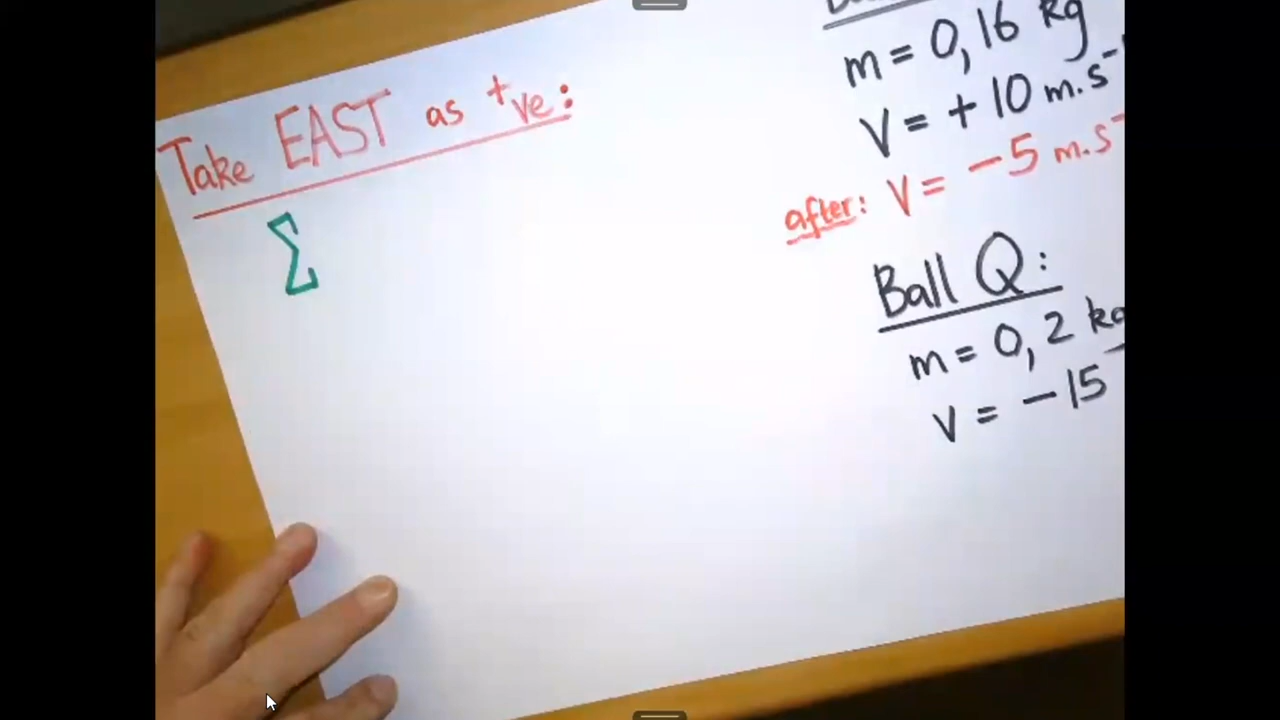 Take EAST as +ve:
Σ
m = 0,16 kg
v = + 10 m.s⁻
after: v = −5 m.s⁻
Ball Q:
m = 0,2 kg
v = −15